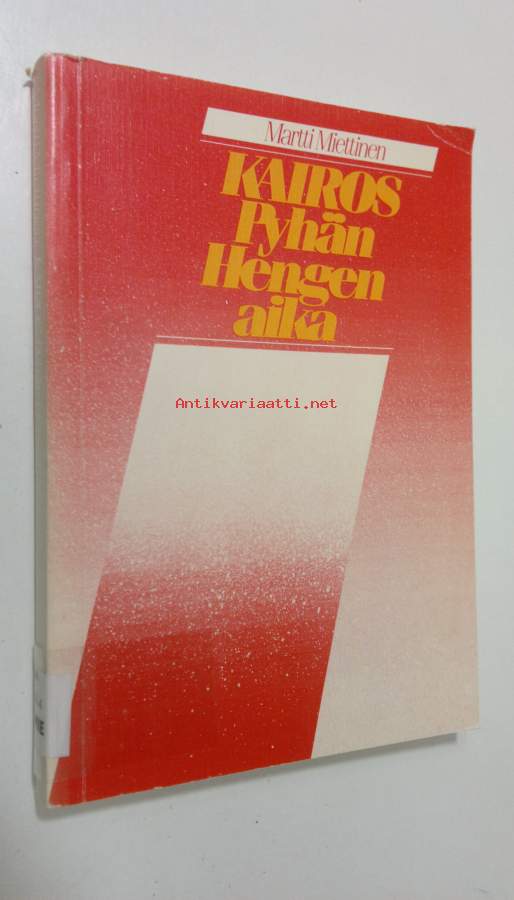 Martti Miettinen
KAIROS
Pyhän
Hengen
aika
Antikvariaatti.net